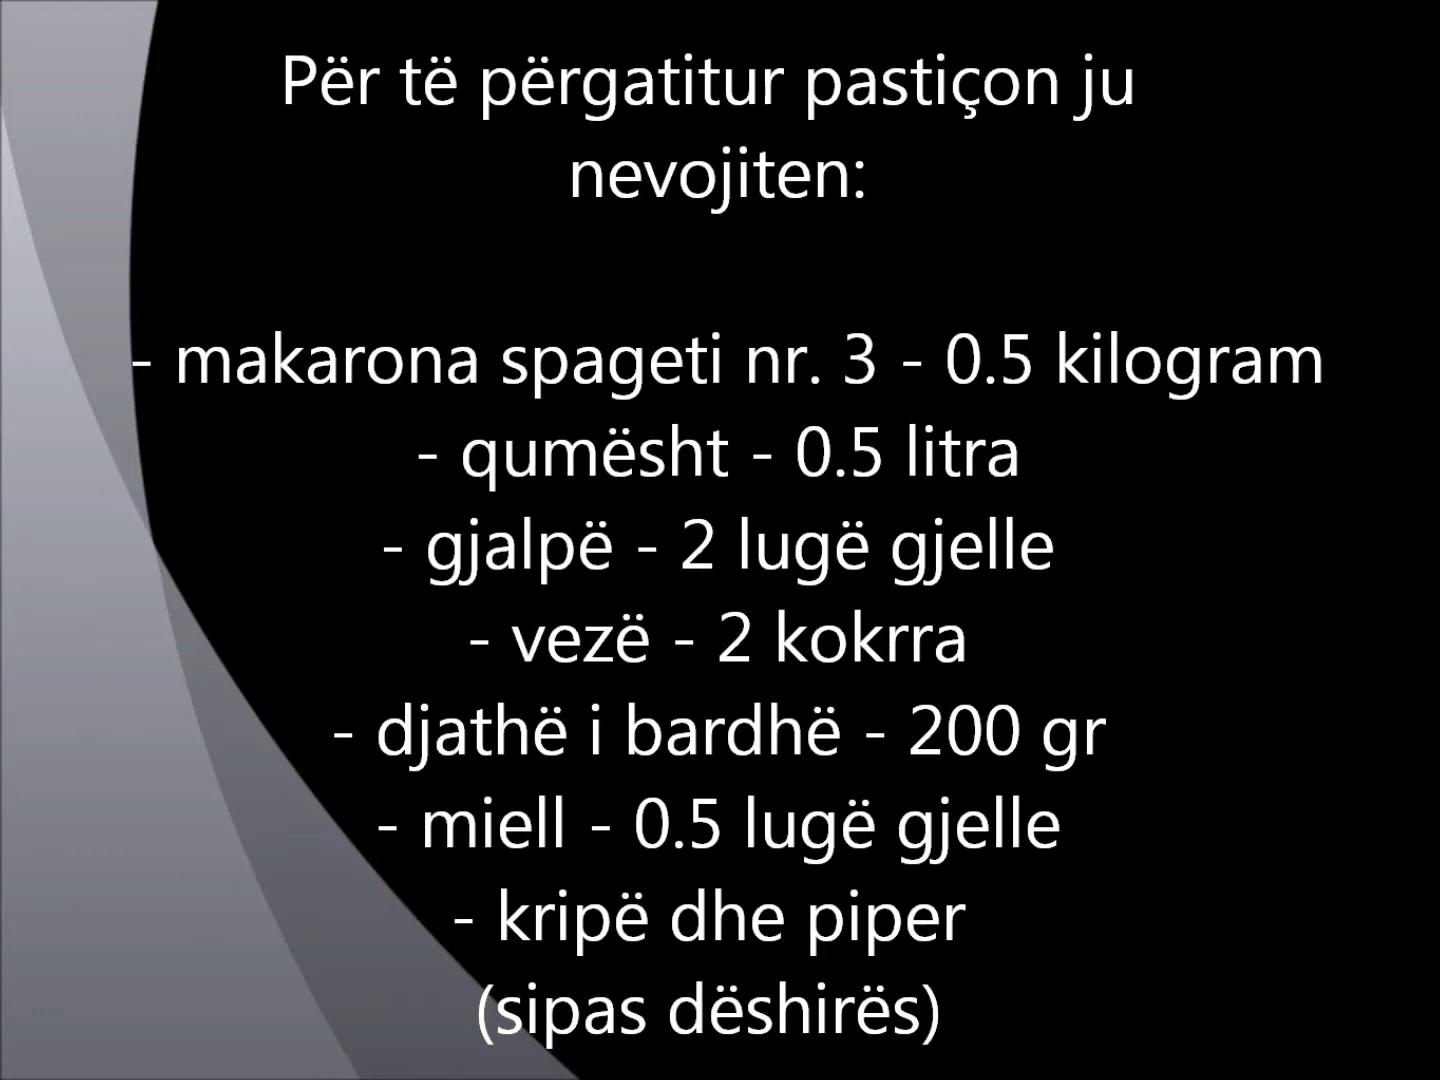 Për të përgatitur pastiçon ju
nevojiten:
- makarona spageti nr. 3 - 0.5 kilogram
- qumësht - 0.5 litra
- gjalpë - 2 lugë gjelle
- vezë - 2 kokrra
- djathë i bardhë - 200 gr
- miell - 0.5 lugë gjelle
- kripë dhe piper
(sipas dëshirës)